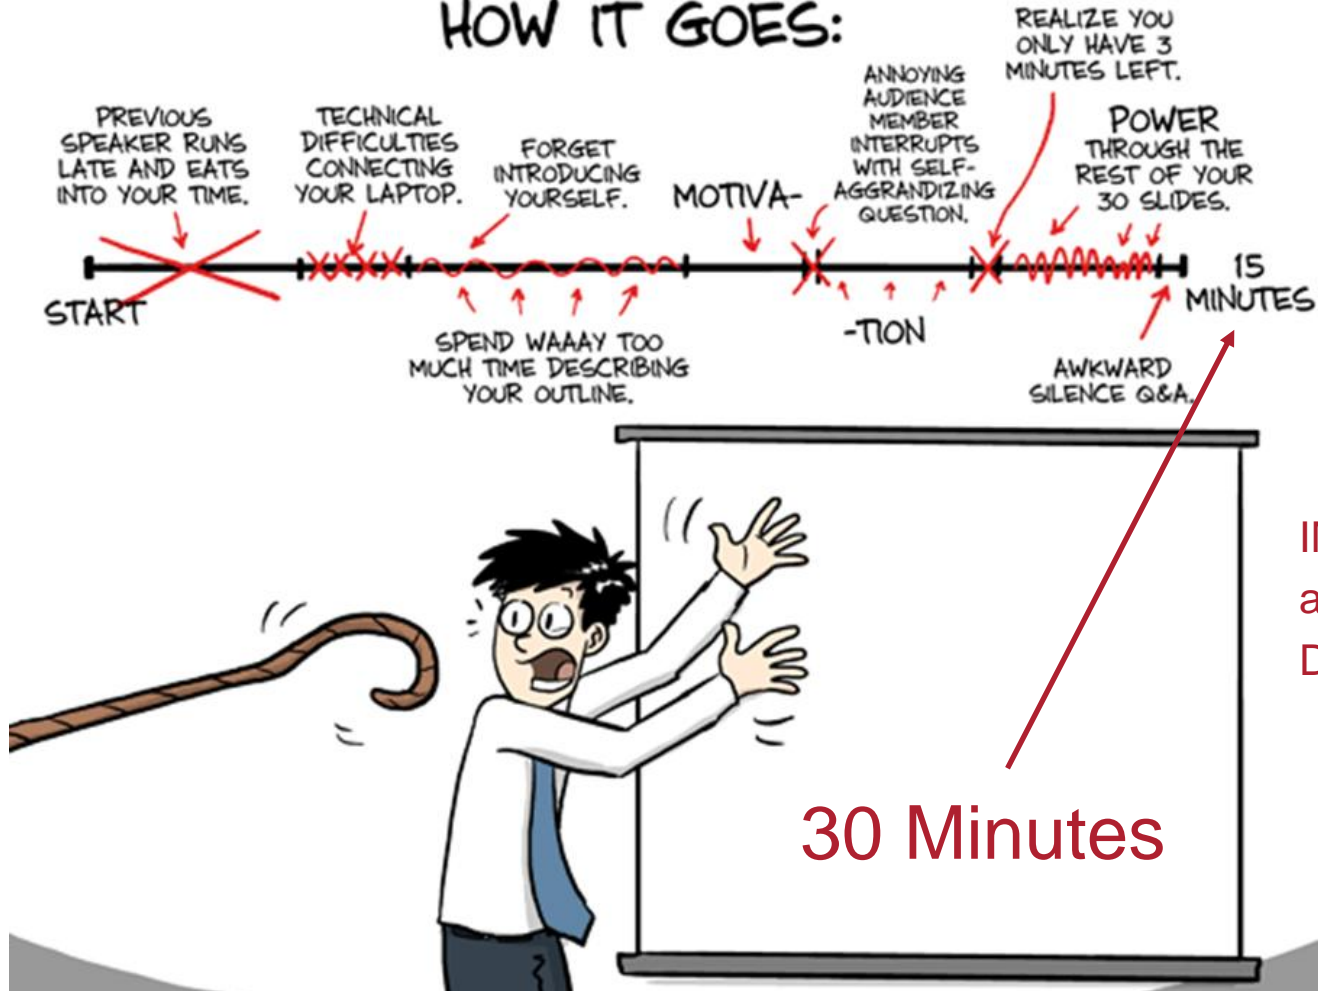 HOW IT GOES:
PREVIOUS
SPEAKER RUNS
LATE AND EATS
INTO YOUR TIME.
TECHNICAL
DIFFICULTIES
CONNECTING
YOUR LAPTOP.
FORGET
INTRODUCING
YOURSELF.
MOTIVA-
ANNOYING
AUDIENCE
MEMBER
INTERRUPTS
WITH SELF-
AGGRANDIZING
QUESTION.
REALIZE YOU
ONLY HAVE 3
MINUTES LEFT.
POWER
THROUGH THE
REST OF YOUR
30 SLIDES.
START
SPEND WAAAY TOO
MUCH TIME DESCRIBING
YOUR OUTLINE.
-TION
AWKWARD
SILENCE Q&A.
15
MINUTES
30 Minutes